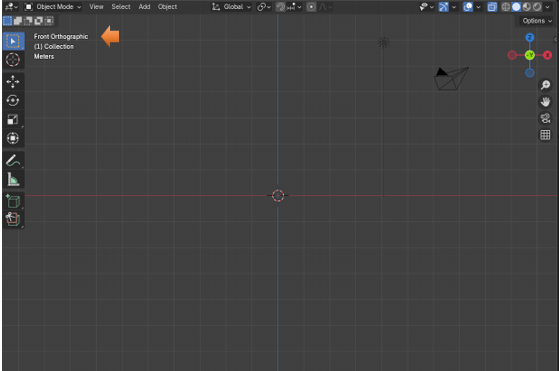 Object Mode View Select Add Object Global
Options
Front Orthographic
(1) Collection
Meters
Z
X
Y